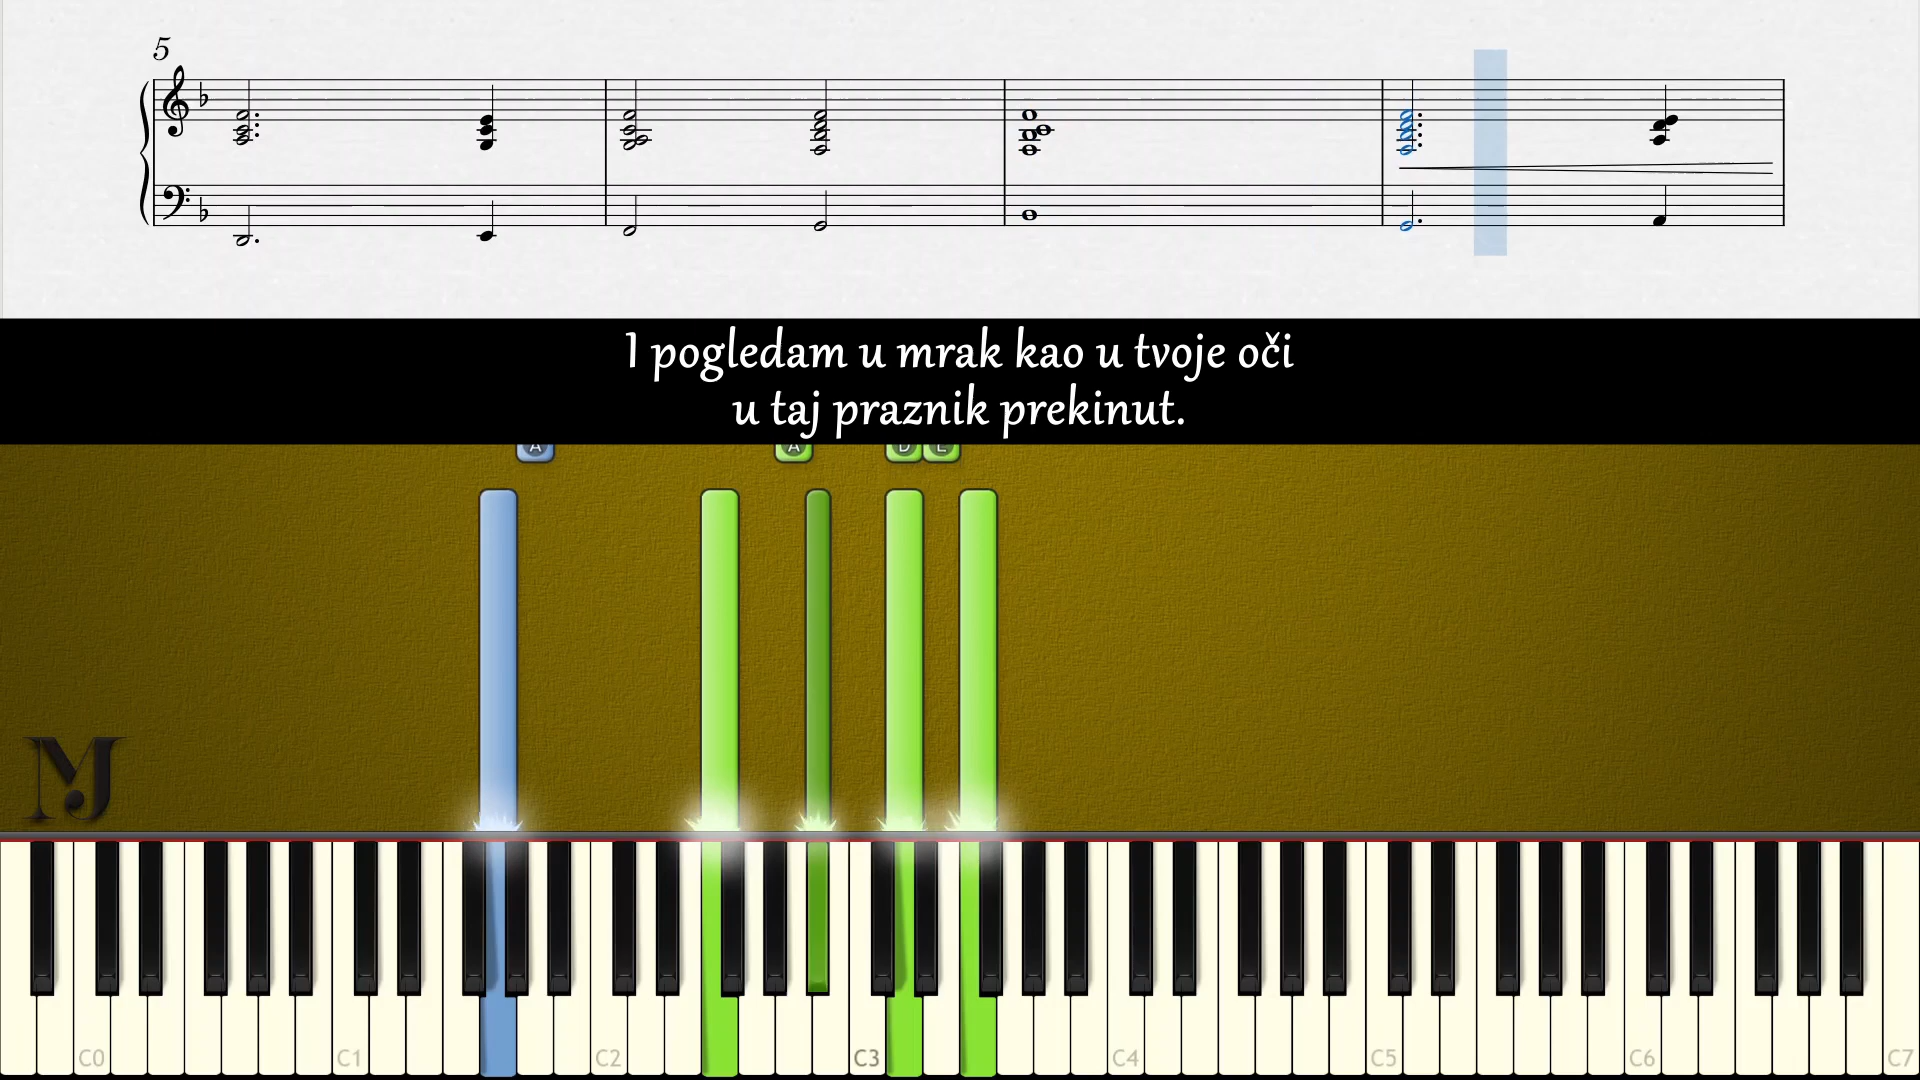 5
I pogledam u mrak kao u tvoje oči
u taj praznik prekinut.
A A D E
MJ
C0 C1 C2 C3 C4 C5 C6 C7